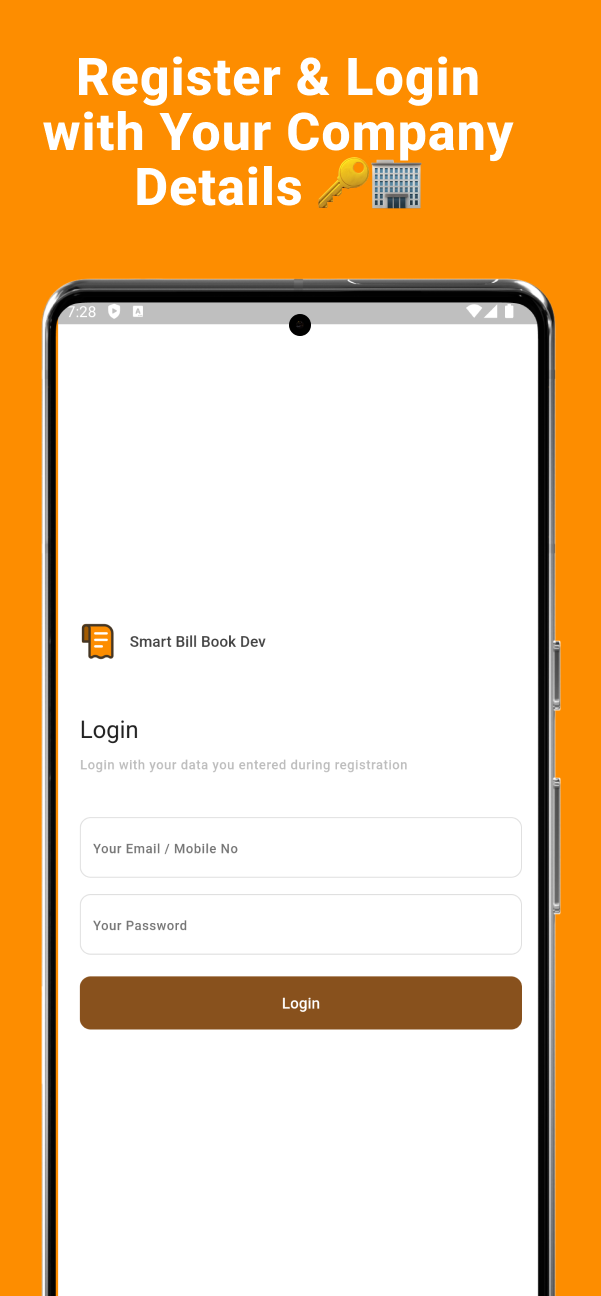 Register & Login
with Your Company
Details 🔑🏢
7:28
A
Smart Bill Book Dev
Login
Login with your data you entered during registration
Your Email / Mobile No
Your Password
Login